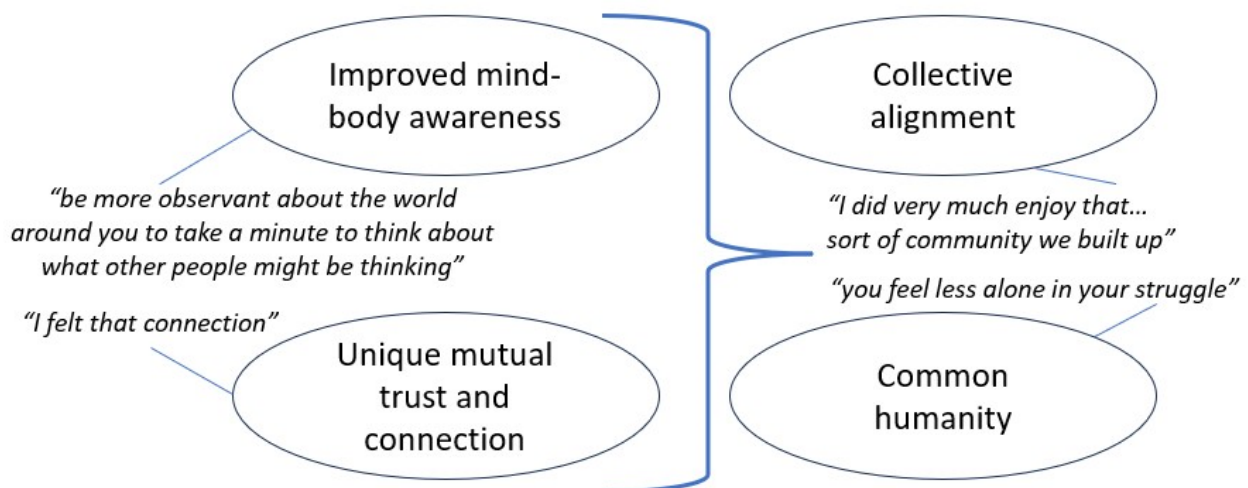 Improved mind-
body awareness
“be more observant about the world
around you to take a minute to think about
what other people might be thinking”
“I felt that connection”
Unique mutual
trust and
connection
Collective
alignment
“I did very much enjoy that…
sort of community we built up”
“you feel less alone in your struggle”
Common
humanity